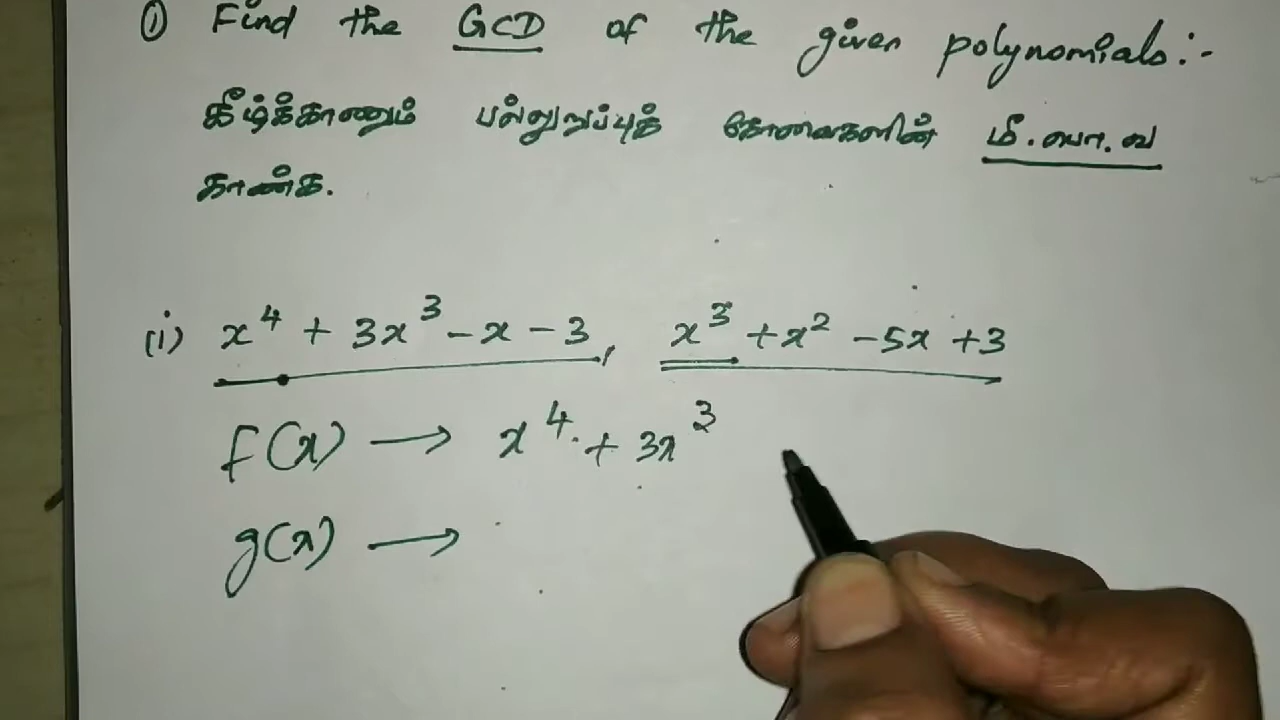 ① Find the GCD of the given polynomials:-
கீழ்க்காணும் பல்லுறுப்புக் கோவைகளின் மீ.பொ.வ
காண்க.
(i) x⁴ + 3x³ - x - 3, x³ + x² - 5x + 3
f(x) → x⁴ + 3x³
g(x) →